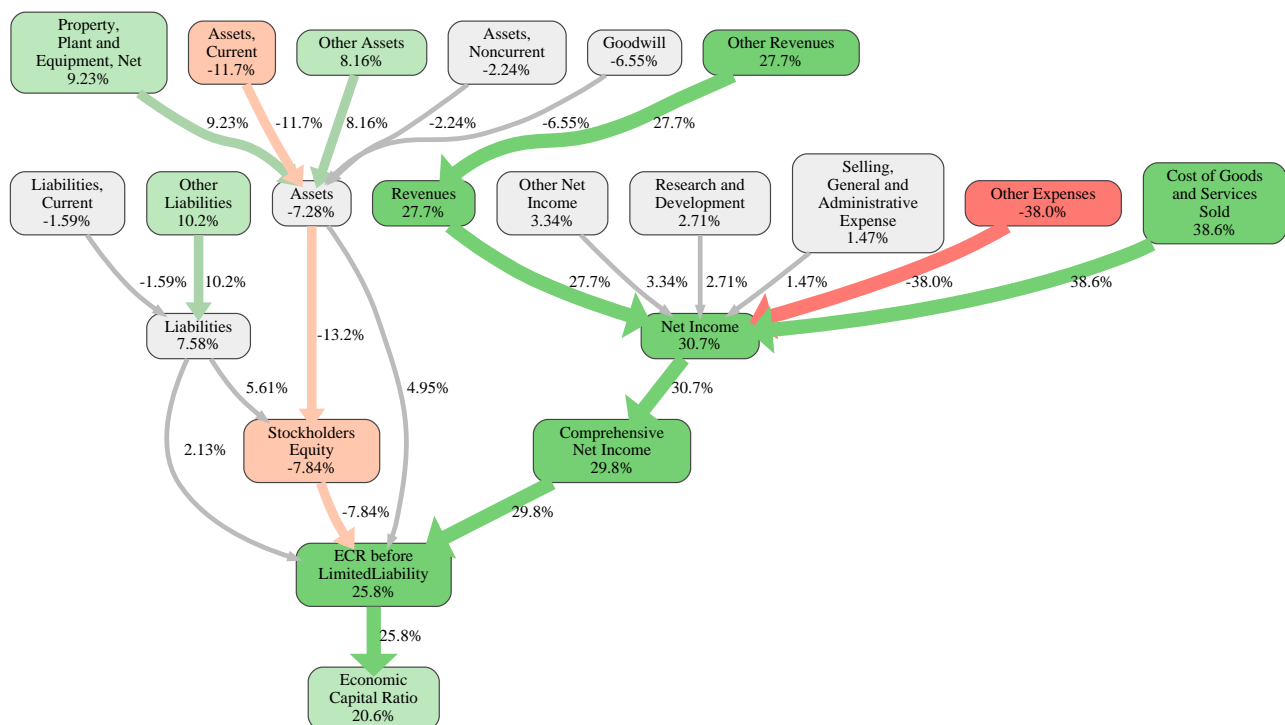 Property,
Plant and
Equipment, Net
9.23%
Assets,
Current
-11.7%
Other Assets
8.16%
Assets,
Noncurrent
-2.24%
Goodwill
-6.55%
Other Revenues
27.7%
9.23%
-11.7%
8.16%
-2.24%
-6.55%
27.7%
Liabilities,
Current
-1.59%
Other
Liabilities
10.2%
Assets
-7.28%
Revenues
27.7%
Other Net
Income
3.34%
Research and
Development
2.71%
Selling,
General and
Administrative
Expense
1.47%
Other Expenses
-38.0%
Cost of Goods
and Services
Sold
38.6%
-1.59%
10.2%
27.7%
3.34%
2.71%
1.47%
-38.0%
38.6%
Liabilities
7.58%
-13.2%
Net Income
30.7%
5.61%
4.95%
30.7%
2.13%
Stockholders
Equity
-7.84%
Comprehensive
Net Income
29.8%
-7.84%
29.8%
ECR before
LimitedLiability
25.8%
25.8%
Economic
Capital Ratio
20.6%